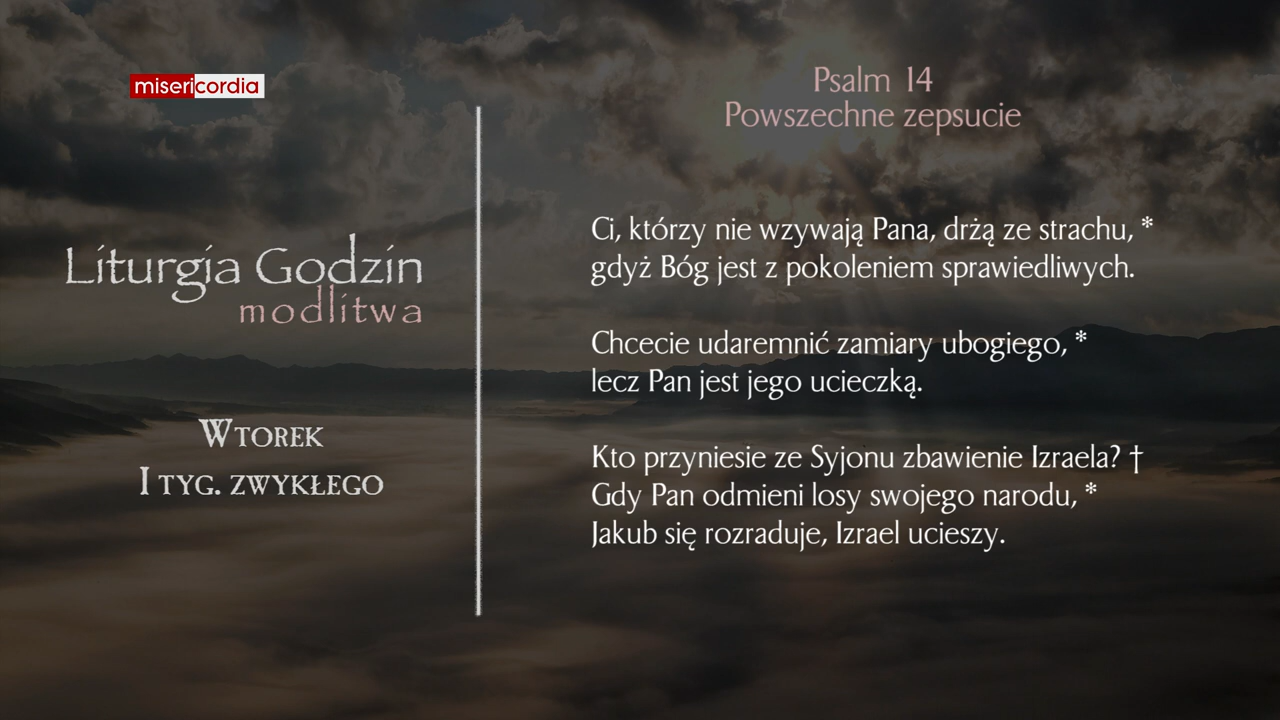 misericordia
Liturgia Godzin
modlitwa
Wtorek
I tyg. zwykłego
Psalm 14
Powszechne zepsucie
Ci, którzy nie wzywają Pana, drżą ze strachu, *
gdyż Bóg jest z pokoleniem sprawiedliwych.
Chcecie udaremnić zamiary ubogiego, *
lecz Pan jest jego ucieczką.
Kto przyniesie ze Syjonu zbawienie Izraela? †
Gdy Pan odmieni losy swojego narodu, *
Jakub się rozraduje, Izrael ucieszy.